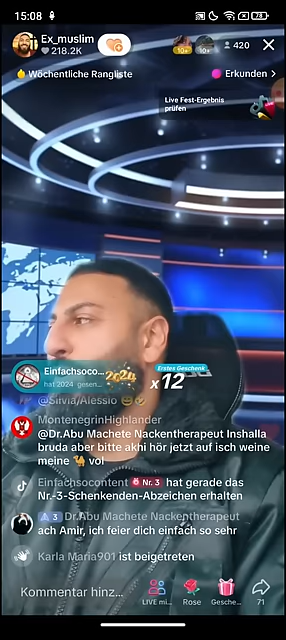 15:08
78
Ex_muslim
218.2K
10+
10+
420
Wöchentliche Rangliste
Erkunden >
Live Fest-Ergebnis
prüfen
Einfachsoco...
hat 2024 gesen...
2024
Erstes Geschenk
x12
@Silvia/Alessio
MontenegrinHighlander
@Dr.Abu Machete Nackentherapeut Inshalla
bruda aber bitte akhi hör jetzt auf isch weine
meine 🐪 vol
Einfachsocontent Nr. 3 hat gerade das
Nr.-3-Schenkenden-Abzeichen erhalten
3 Dr.Abu Machete Nackentherapeut
ach Amir, ich feier dich einfach so sehr
Karla Maria901 ist beigetreten
Kommentar hinz...
LIVE mi...
Rose
Gesche...
71